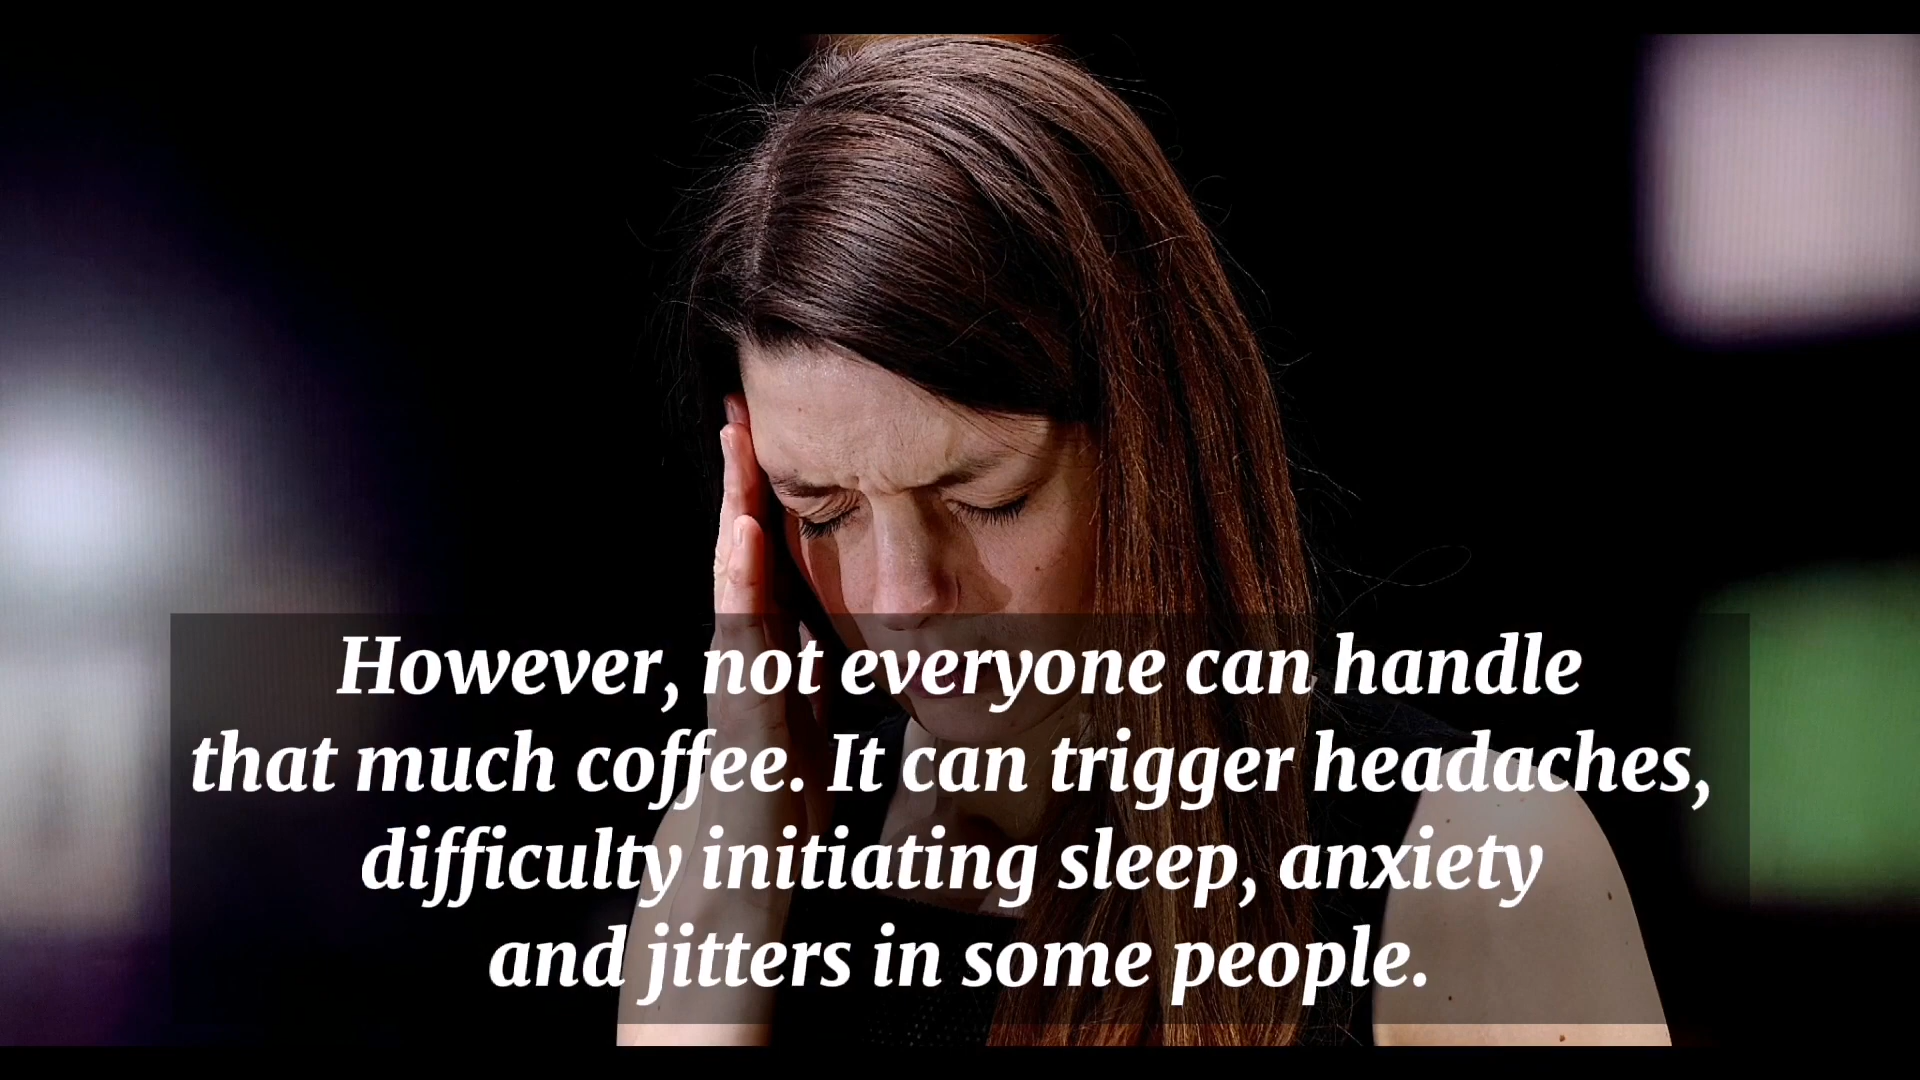 However, not everyone can handle
that much coffee. It can trigger headaches,
difficulty initiating sleep, anxiety
and jitters in some people.